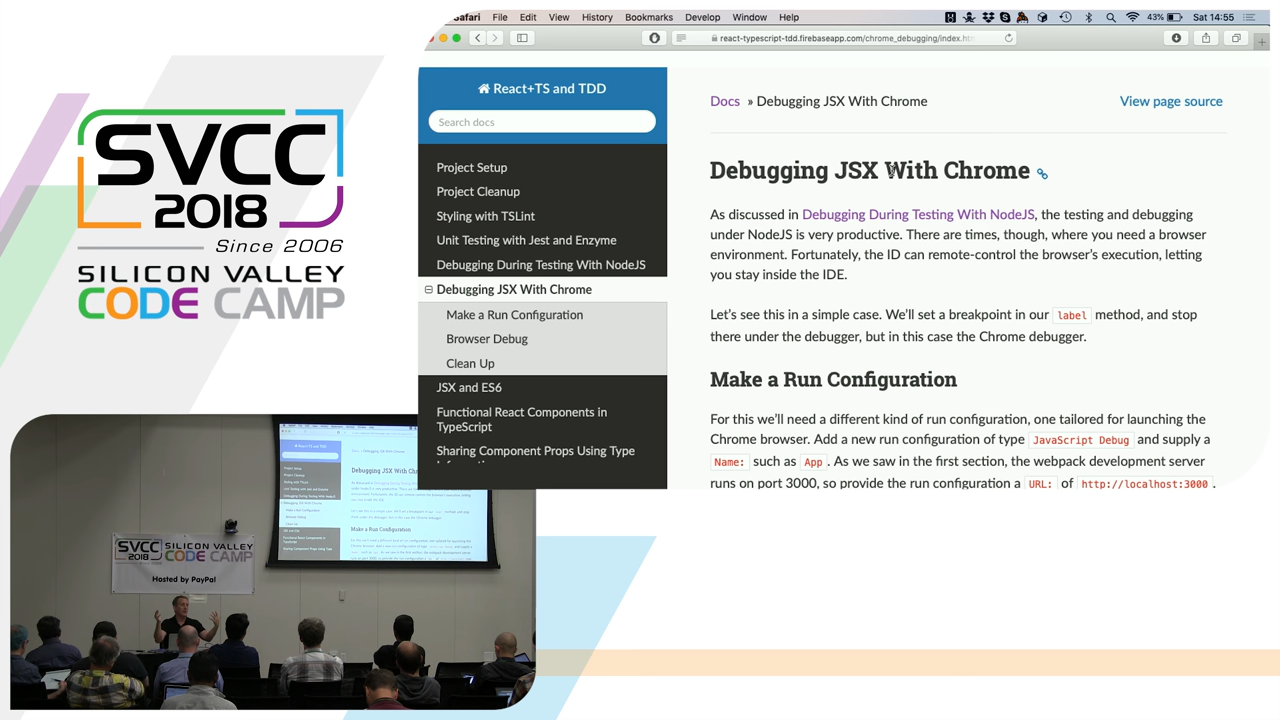 Safari File Edit View History Bookmarks Develop Window Help 43% Sat 14:55
react-typescript-tdd.firebaseapp.com/chrome_debugging/index.htm
SVCC
2018
Since 2006
SILICON VALLEY
CODE CAMP
React+TS and TDD
Search docs
Project Setup
Project Cleanup
Styling with TSLint
Unit Testing with Jest and Enzyme
Debugging During Testing With NodeJS
Debugging JSX With Chrome
Make a Run Configuration
Browser Debug
Clean Up
JSX and ES6
Functional React Components in
TypeScript
Sharing Component Props Using Type
Docs » Debugging JSX With Chrome
View page source
Debugging JSX With Chrome
As discussed in Debugging During Testing With NodeJS, the testing and debugging
under NodeJS is very productive. There are times, though, where you need a browser
environment. Fortunately, the ID can remote-control the browser's execution, letting
you stay inside the IDE.
Let's see this in a simple case. We'll set a breakpoint in our label method, and stop
there under the debugger, but in this case the Chrome debugger.
Make a Run Configuration
For this we'll need a different kind of run configuration, one tailored for launching the
Chrome browser. Add a new run configuration of type JavaScript Debug and supply a
Name: such as App . As we saw in the first section, the webpack development server
runs on port 3000, so provide the run configuration a URL: of http://localhost:3000 .
Debugging JSX With Chr
Make a Run Configuration
SVCC
2018
SILICON VALLEY
CODE CAMP
Hosted by PayPal